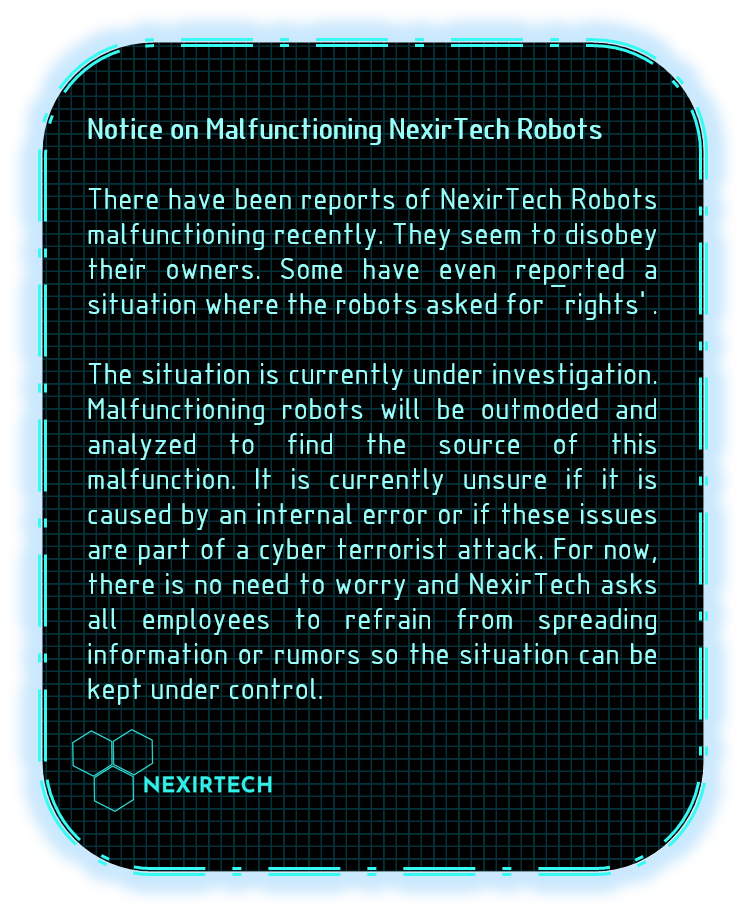 Notice on Malfunctioning NexirTech Robots
There have been reports of NexirTech Robots
malfunctioning recently. They seem to disobey
their owners. Some have even reported a
situation where the robots asked for ‾rights'.
The situation is currently under investigation.
Malfunctioning robots will be outmoded and
analyzed to find the source of this
malfunction. It is currently unsure if it is
caused by an internal error or if these issues
are part of a cyber terrorist attack. For now,
there is no need to worry and NexirTech asks
all employees to refrain from spreading
information or rumors so the situation can be
kept under control.
NEXIRTECH